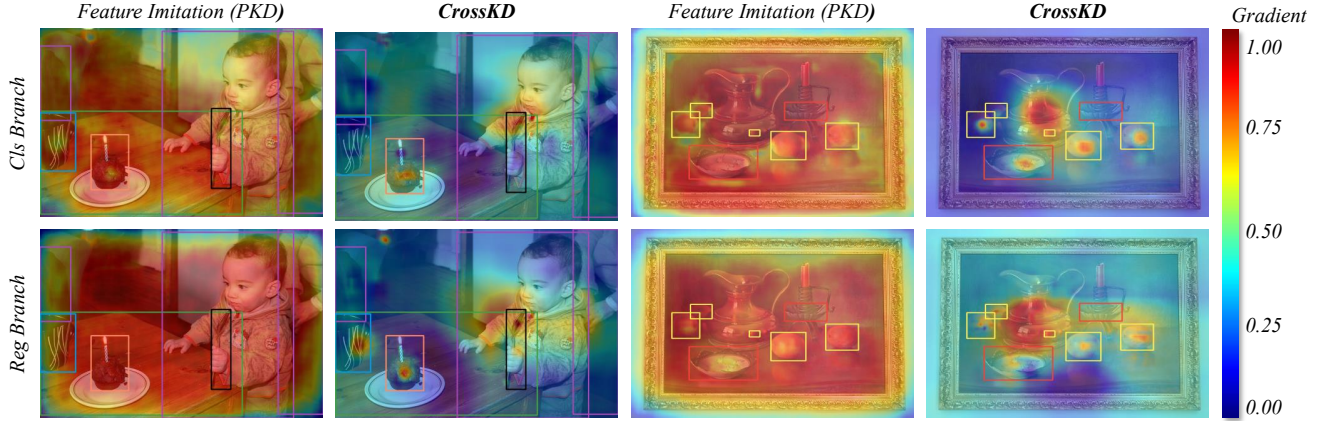 Feature Imitation (PKD)
CrossKD
Feature Imitation (PKD)
CrossKD
Gradient
Cls Branch
Reg Branch
1.00
0.75
0.50
0.25
0.00